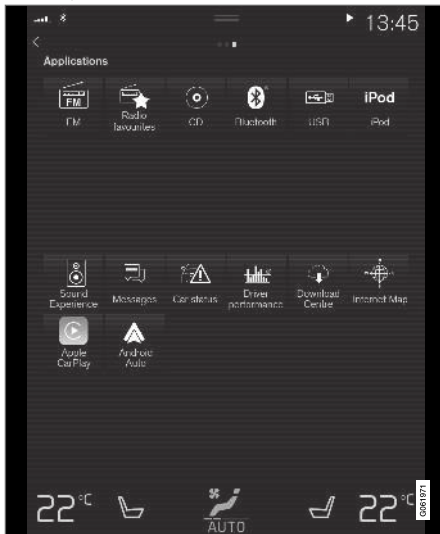 13:45
Applications
FM
iPod
FM
Radio
favourites
CD
Bluetooth
USB
iPod
Sound
Experience
Messages
Car status
Driver
performance
Download
Centre
Internet Map
Apple
CarPlay
Android
Auto
22°C
22°C
AUTO
G061971